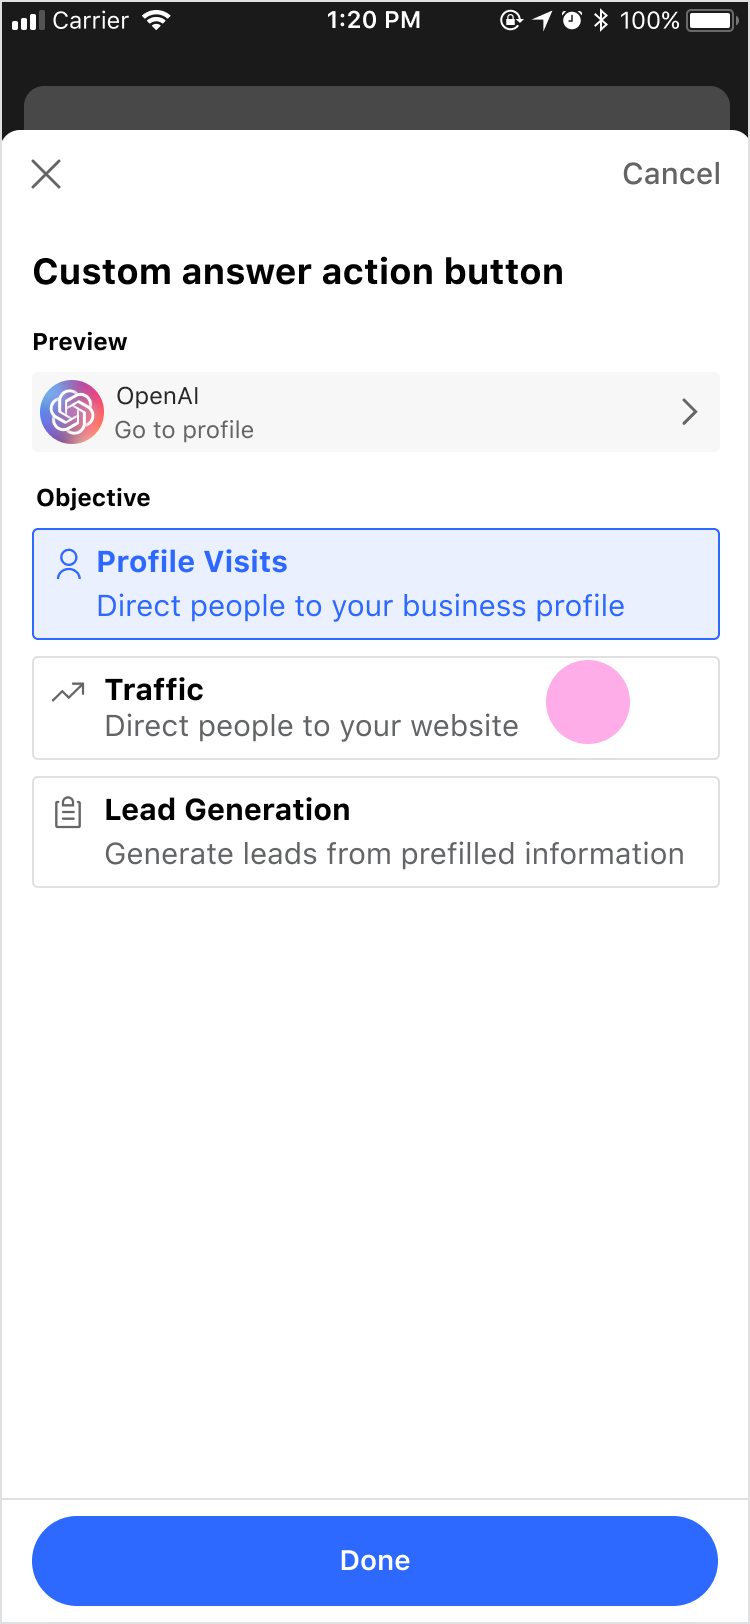 Carrier 1:20 PM 100%
Cancel
Custom answer action button
Preview
OpenAI
Go to profile
Objective
Profile Visits
Direct people to your business profile
Traffic
Direct people to your website
Lead Generation
Generate leads from prefilled information
Done